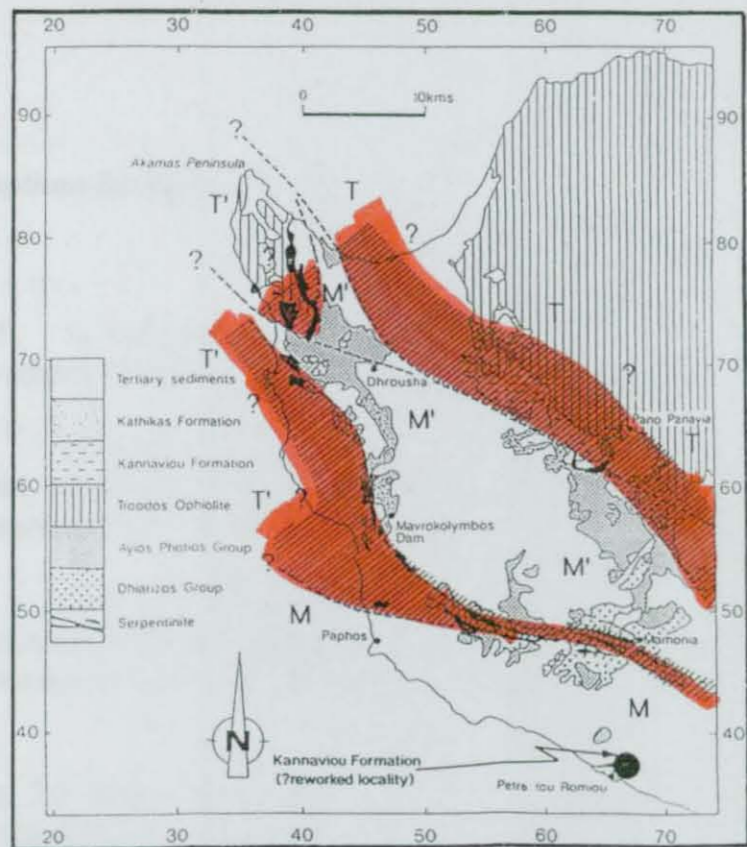 20 30 40 50 60 70
90
80
70
60
50
40
90
80
70
60
50
40
0 10kms
?
Akamas Peninsula
T'
T
?
?
?
M'
T'
?
Dhrousha
M'
T
?
Pano Panayia
T
T'
?
Mavrokolymbos
Dam
?
M'
M
Paphos
Mamonia
M
N
Kannaviou Formation
(?reworked locality)
Petra tou Romiou
Tertiary sediments
Kathikas Formation
Kannaviou Formation
Troodos Ophiolite
Ayios Photios Group
Dhiarizos Group
Serpentinite
20 30 40 50 60 70